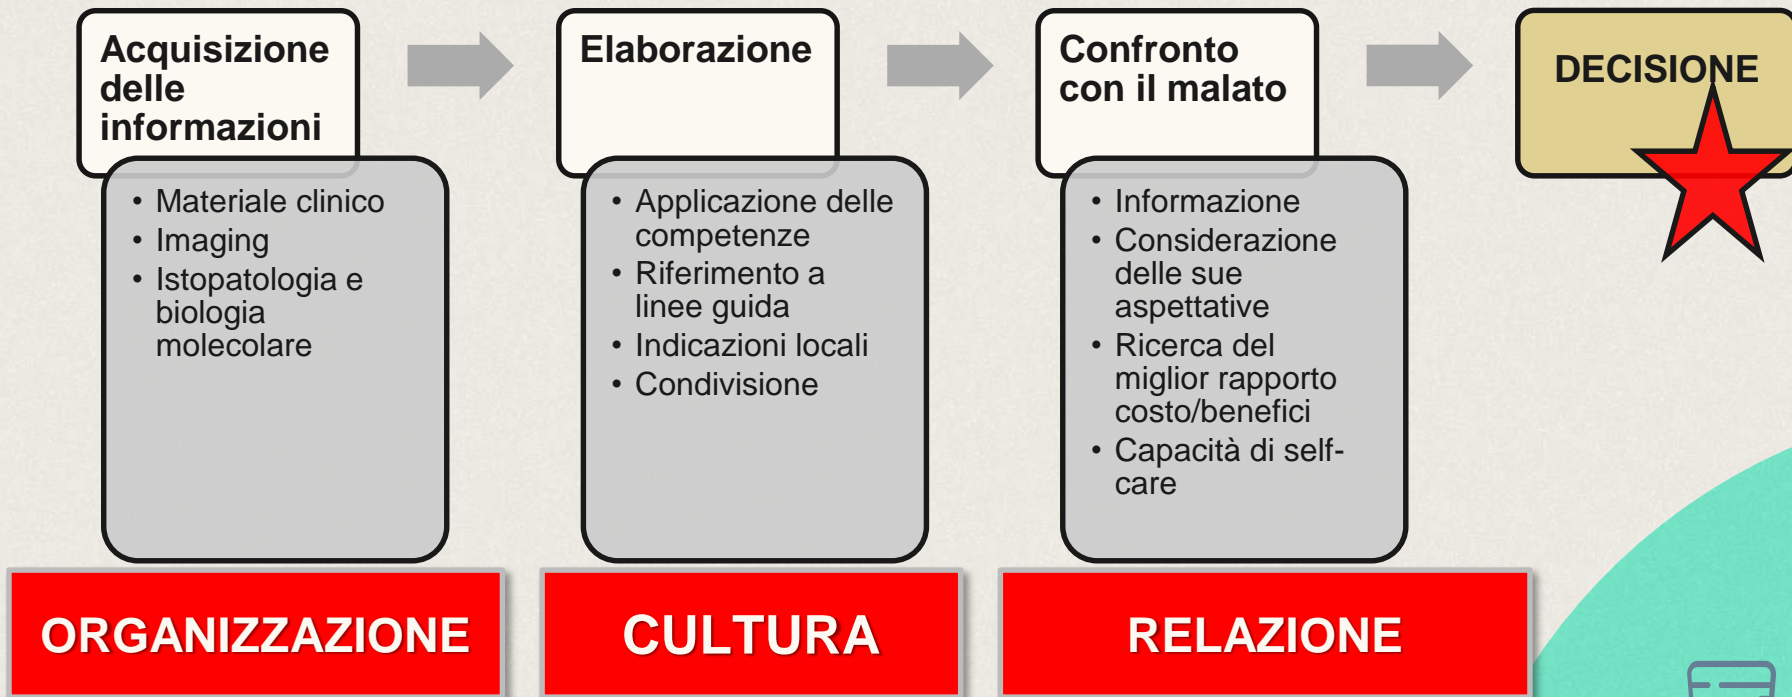 Acquisizione
delle
informazioni
• Materiale clinico
• Imaging
• Istopatologia e
biologia
molecolare
ORGANIZZAZIONE
Elaborazione
• Applicazione delle
competenze
• Riferimento a
linee guida
• Indicazioni locali
• Condivisione
CULTURA
Confronto
con il malato
• Informazione
• Considerazione
delle sue
aspettative
• Ricerca del
miglior rapporto
costo/benefici
• Capacità di self-
care
RELAZIONE
DECISIONE